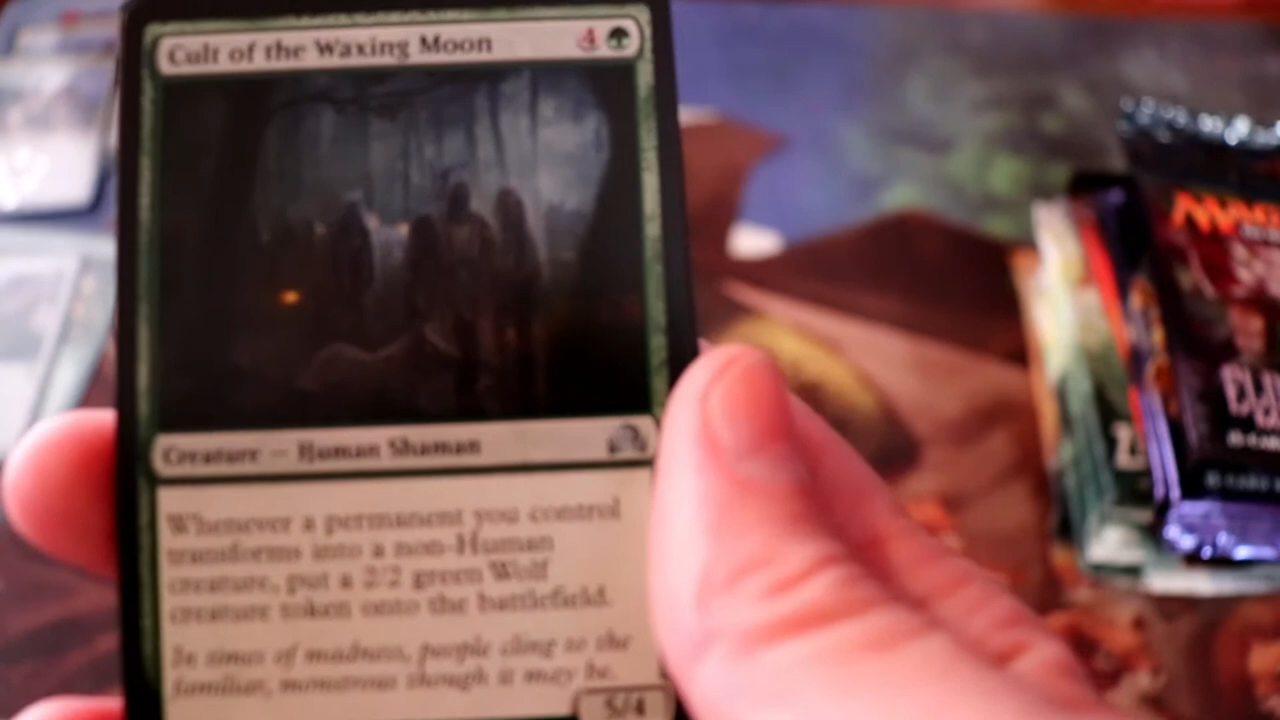 Cult of the Waxing Moon 4
Creature — Human Shaman
Whenever a permanent you control
transforms into a non-Human
creature, put a 2/2 green Wolf
creature token onto the battlefield.
In times of madness, people cling to the
familiar, monstrous though it may be.
5/4